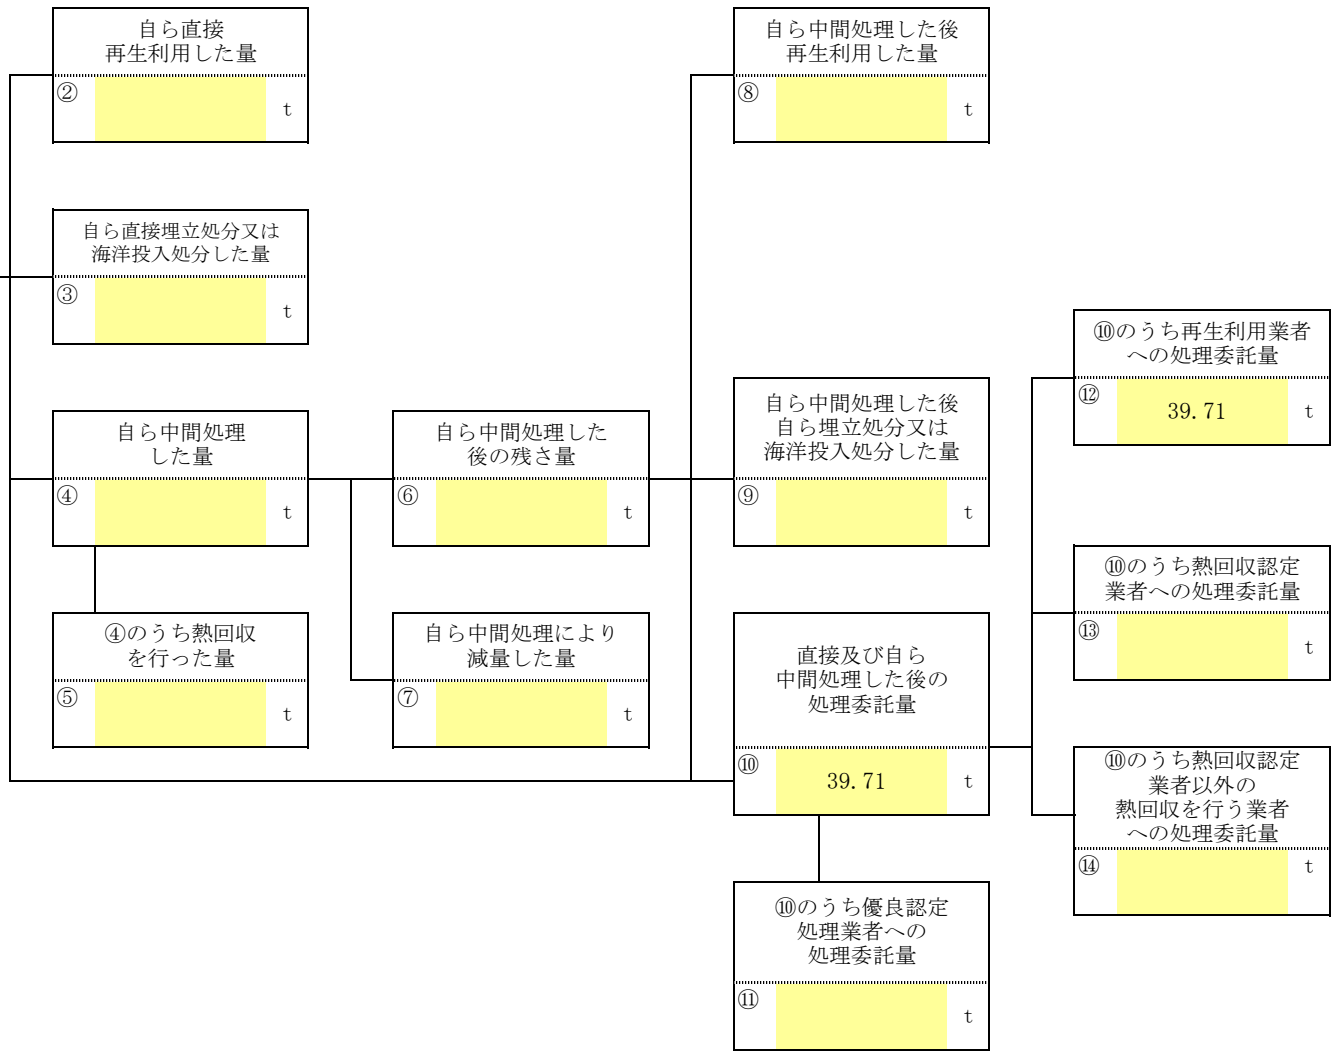 自ら直接
再生利用した量
②
t
自ら中間処理した後
再生利用した量
⑧
t
自ら直接埋立処分又は
海洋投入処分した量
③
t
⑩のうち再生利用業者
への処理委託量
⑫
39.71
t
自ら中間処理
した量
④
t
自ら中間処理した
後の残さ量
⑥
t
自ら中間処理した後
自ら埋立処分又は
海洋投入処分した量
⑨
t
⑩のうち熱回収認定
業者への処理委託量
⑬
t
④のうち熱回収
を行った量
⑤
t
自ら中間処理により
減量した量
⑦
t
直接及び自ら
中間処理した後の
処理委託量
⑩
39.71
t
⑩のうち熱回収認定
業者以外の
熱回収を行う業者
への処理委託量
⑭
t
⑩のうち優良認定
処理業者への
処理委託量
⑪
t